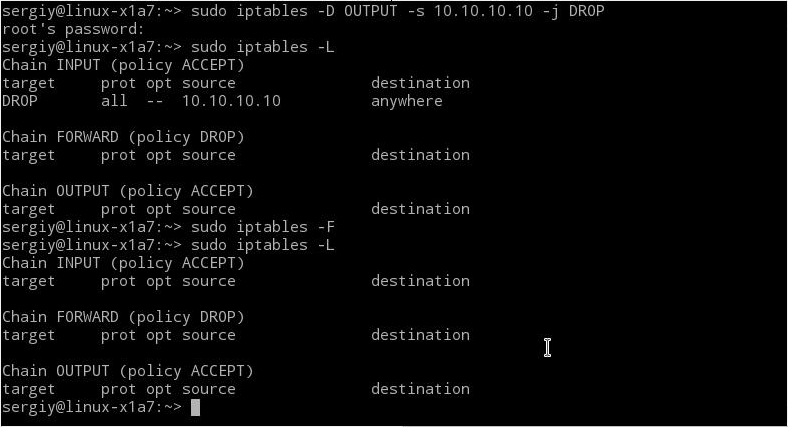 sergiy@linux-x1a7:~> sudo iptables -D OUTPUT -s 10.10.10.10 -j DROP
root's password:
sergiy@linux-x1a7:~> sudo iptables -L
Chain INPUT (policy ACCEPT)
target     prot opt source               destination
DROP       all  --  10.10.10.10          anywhere

Chain FORWARD (policy DROP)
target     prot opt source               destination

Chain OUTPUT (policy ACCEPT)
target     prot opt source               destination
sergiy@linux-x1a7:~> sudo iptables -F
sergiy@linux-x1a7:~> sudo iptables -L
Chain INPUT (policy ACCEPT)
target     prot opt source               destination

Chain FORWARD (policy DROP)
target     prot opt source               destination

Chain OUTPUT (policy ACCEPT)
target     prot opt source               destination
sergiy@linux-x1a7:~>